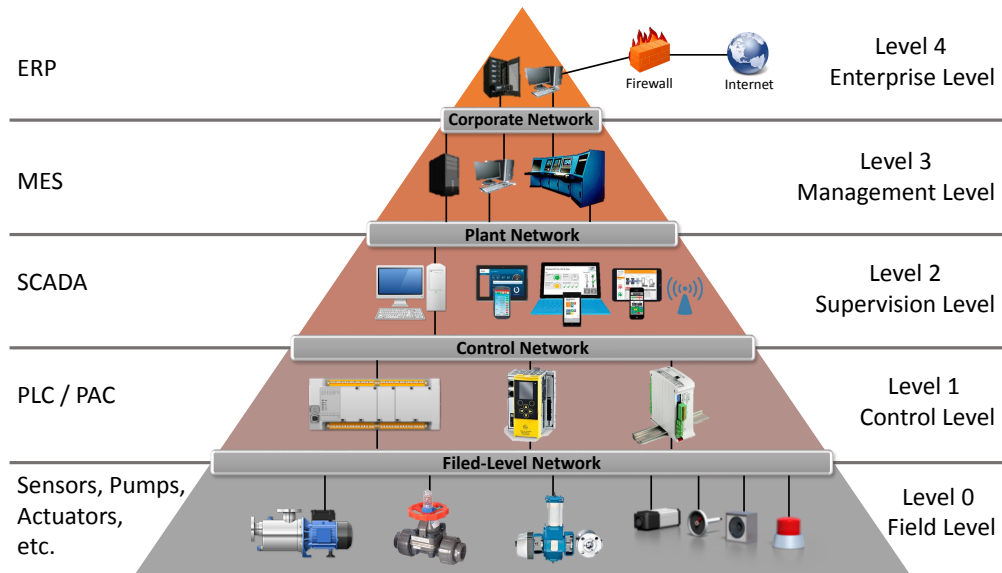 ERP
Firewall
Internet
Level 4
Enterprise Level
Corporate Network
MES
Level 3
Management Level
Plant Network
SCADA
Level 2
Supervision Level
Control Network
PLC / PAC
Level 1
Control Level
Filed-Level Network
Sensors, Pumps,
Actuators,
etc.
Level 0
Field Level